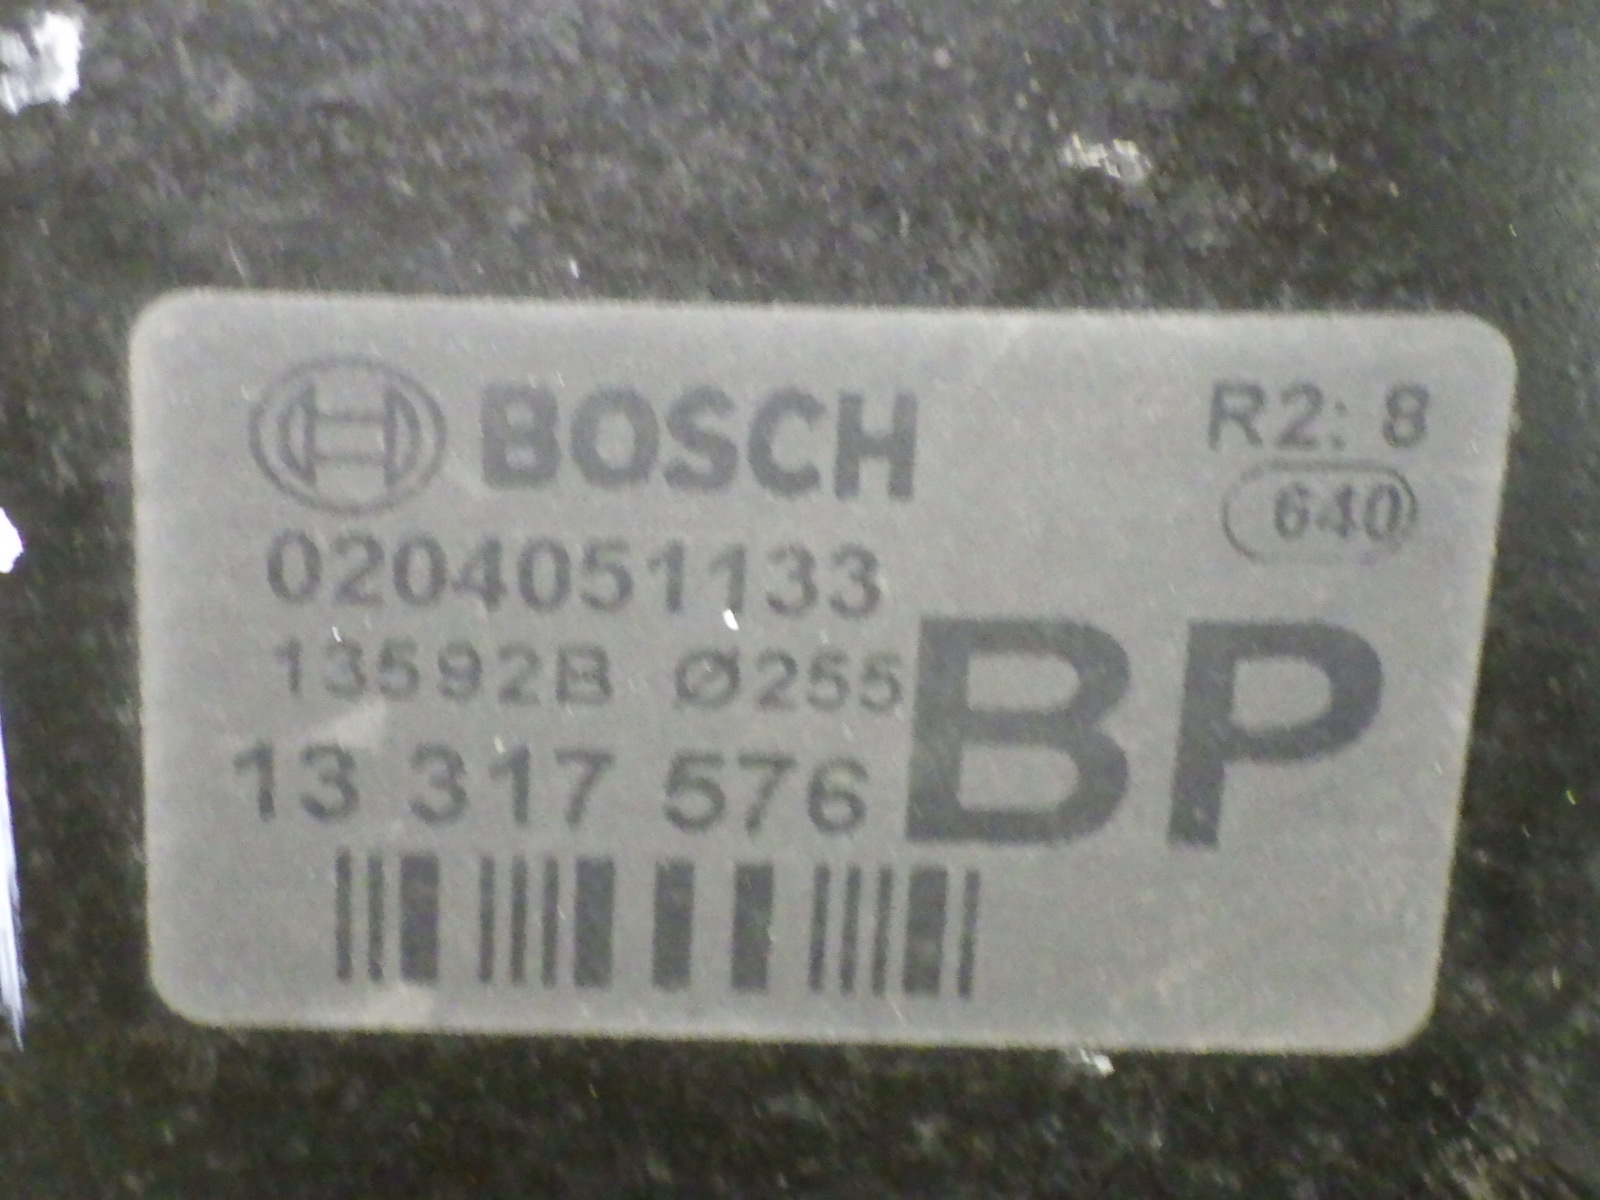 BOSCH
R2: 8
640
0204051133
13592B Ø255
BP
13 317 576